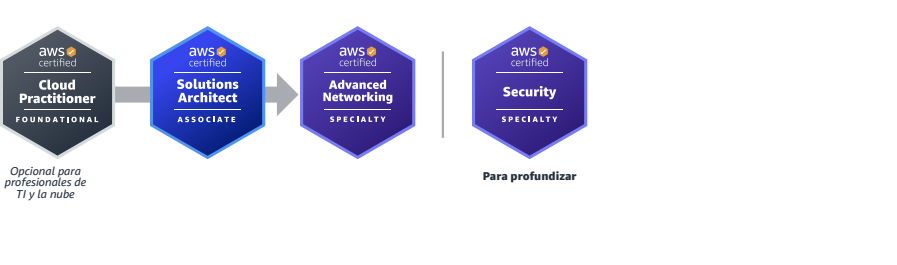 aws
certified
Cloud
Practitioner
FOUNDATIONAL
Opcional para
profesionales de
TI y la nube
aws
certified
Solutions
Architect
ASSOCIATE
aws
certified
Advanced
Networking
SPECIALTY
aws
certified
Security
SPECIALTY
Para profundizar